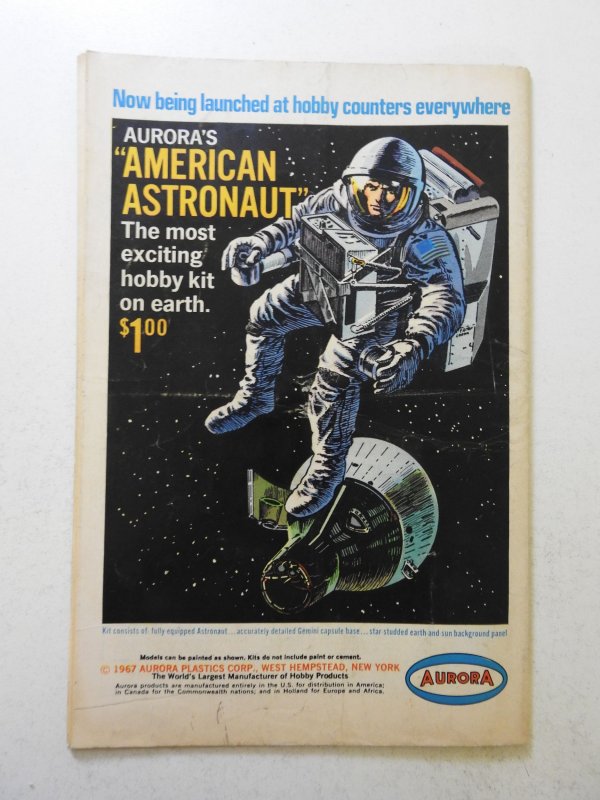 Now being launched at hobby counters everywhere
AURORA'S
"AMERICAN
ASTRONAUT"
The most
exciting
hobby kit
on earth.
$1.00
Kit consists of: fully equipped Astronaut... accurately detailed Gemini capsule base... star studded earth and sun background panel
Models can be painted as shown. Kits do not include paint or cement.
© 1967 AURORA PLASTICS CORP., WEST HEMPSTEAD, NEW YORK
The World's Largest Manufacturer of Hobby Products
Aurora products are manufactured entirely in the U.S. for distribution in America;
in Canada for the Commonwealth nations; and in Holland for Europe and Africa.
AURORA